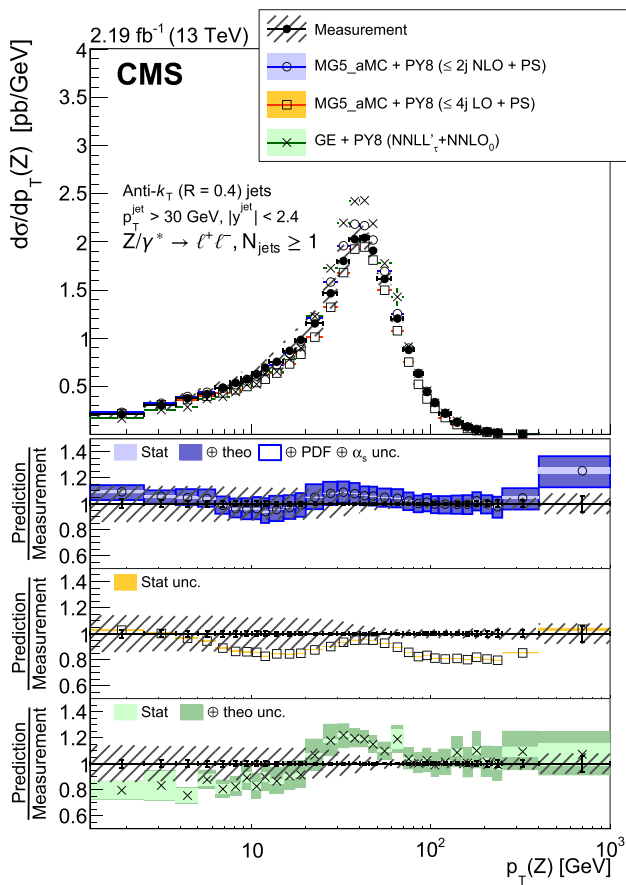 2.19 fb⁻¹ (13 TeV)
CMS
Measurement
MG5_aMC + PY8 (≤ 2j NLO + PS)
MG5_aMC + PY8 (≤ 4j LO + PS)
GE + PY8 (NNLL'τ+NNLO₀)
Anti-kT (R = 0.4) jets
pTjet > 30 GeV, |yjet| < 2.4
Z/γ* → ℓ⁺ℓ⁻, Njets ≥ 1
dσ/dpT(Z) [pb/GeV]
4
3.5
3
2.5
2
1.5
1
0.5
Prediction
Measurement
Stat ⊕ theo ⊕ PDF ⊕ αs unc.
1.4
1.2
1
0.8
0.6
Prediction
Measurement
Stat unc.
1.4
1.2
1
0.8
0.6
Prediction
Measurement
Stat ⊕ theo unc.
1.4
1.2
1
0.8
0.6
10 10² 10³
pT(Z) [GeV]